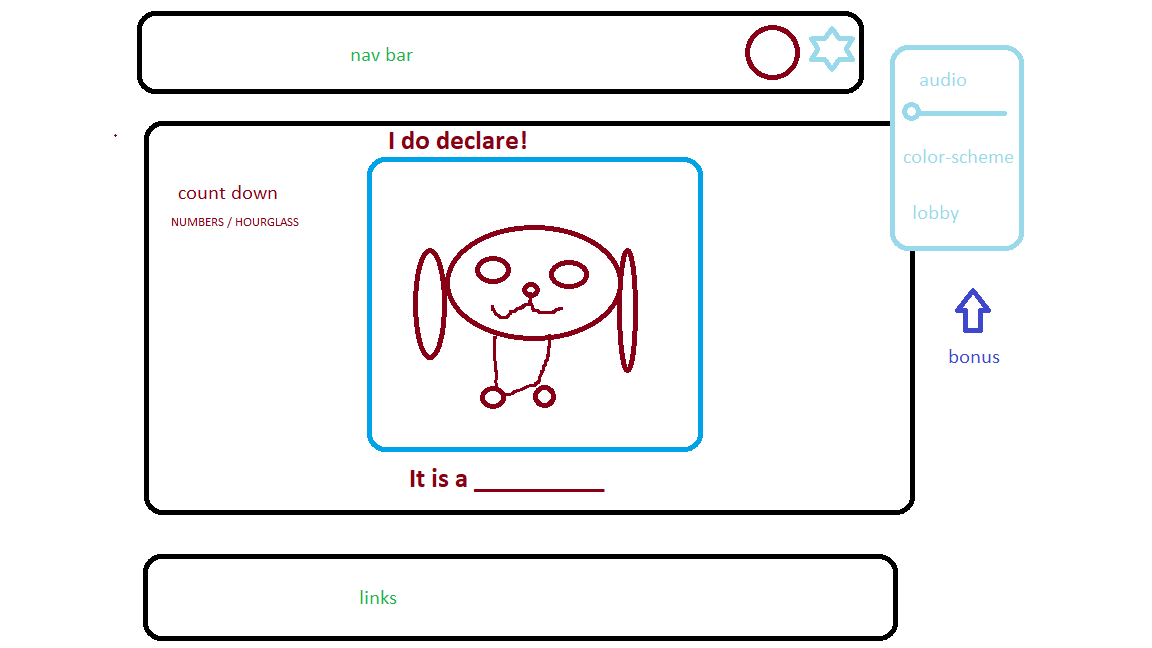 nav bar
audio
color-scheme
lobby
I do declare!
count down
NUMBERS / HOURGLASS
bonus
It is a __________
links